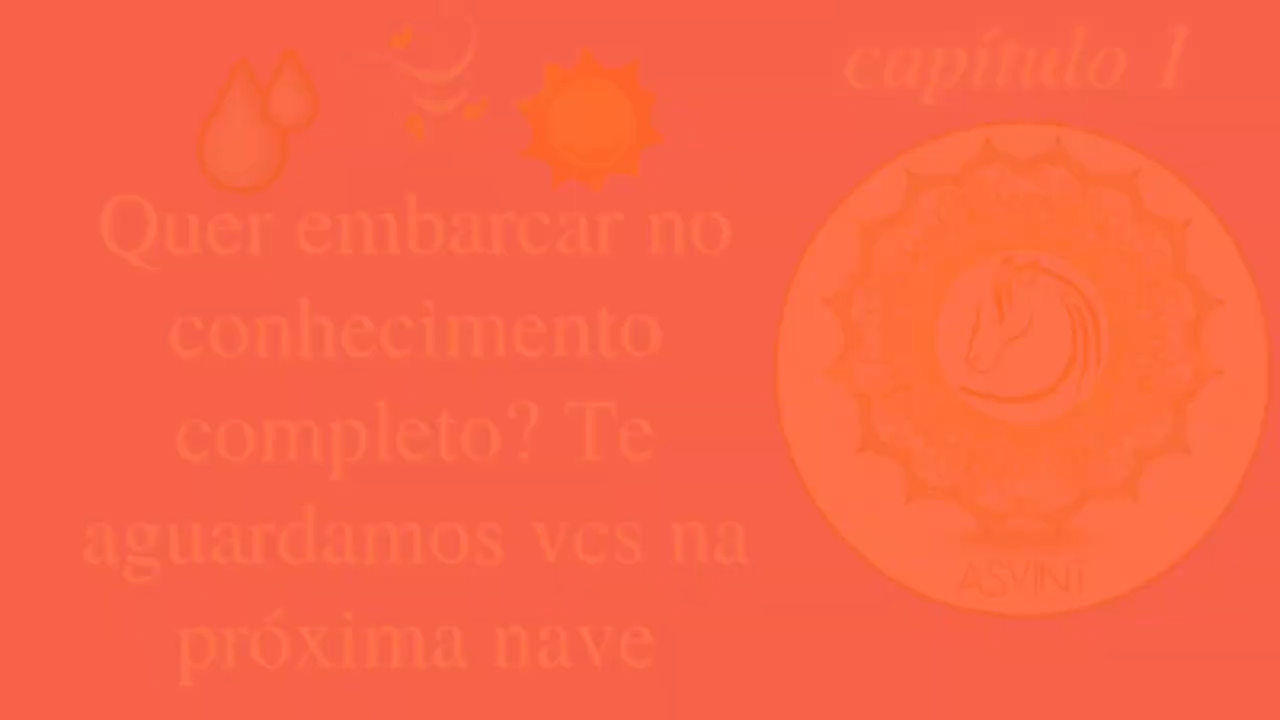 capítulo 1
Quer embarcar no
conhecimento
completo? Te
aguardamos vcs na
próxima nave
ASVINI